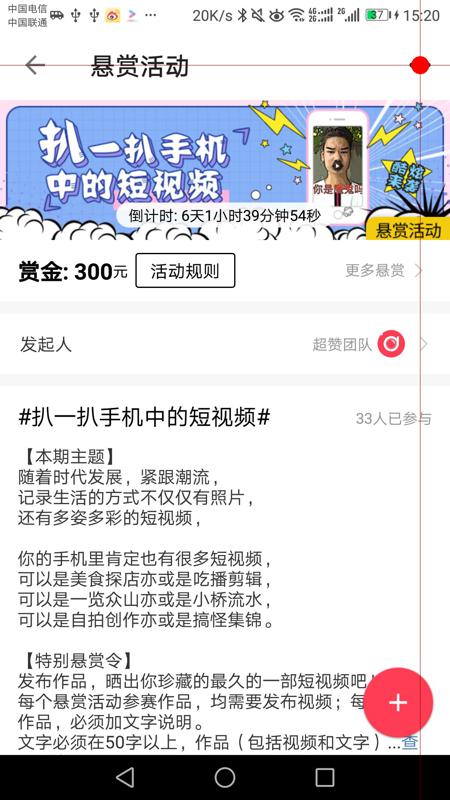 中国电信
中国联通
20K/s
4G
2G
2G
37
15:20
悬赏活动
扒一扒手机
中的短视频
倒计时: 6天1小时39分钟54秒
悬赏活动
赏金: 300元
活动规则
更多悬赏
发起人
超赞团队
#扒一扒手机中的短视频#
33人已参与
【本期主题】
随着时代发展，紧跟潮流，
记录生活的方式不仅仅有照片，
还有多姿多彩的短视频，
你的手机里肯定也有很多短视频，
可以是美食探店亦或是吃播剪辑，
可以是一览众山亦或是小桥流水，
可以是自拍创作亦或是搞怪集锦。
【特别悬赏令】
发布作品，晒出你珍藏的最久的一部短视频吧！
每个悬赏活动参赛作品，均需要发布视频；每
作品，必须加文字说明。
文字必须在50字以上，作品（包括视频和文字）...查